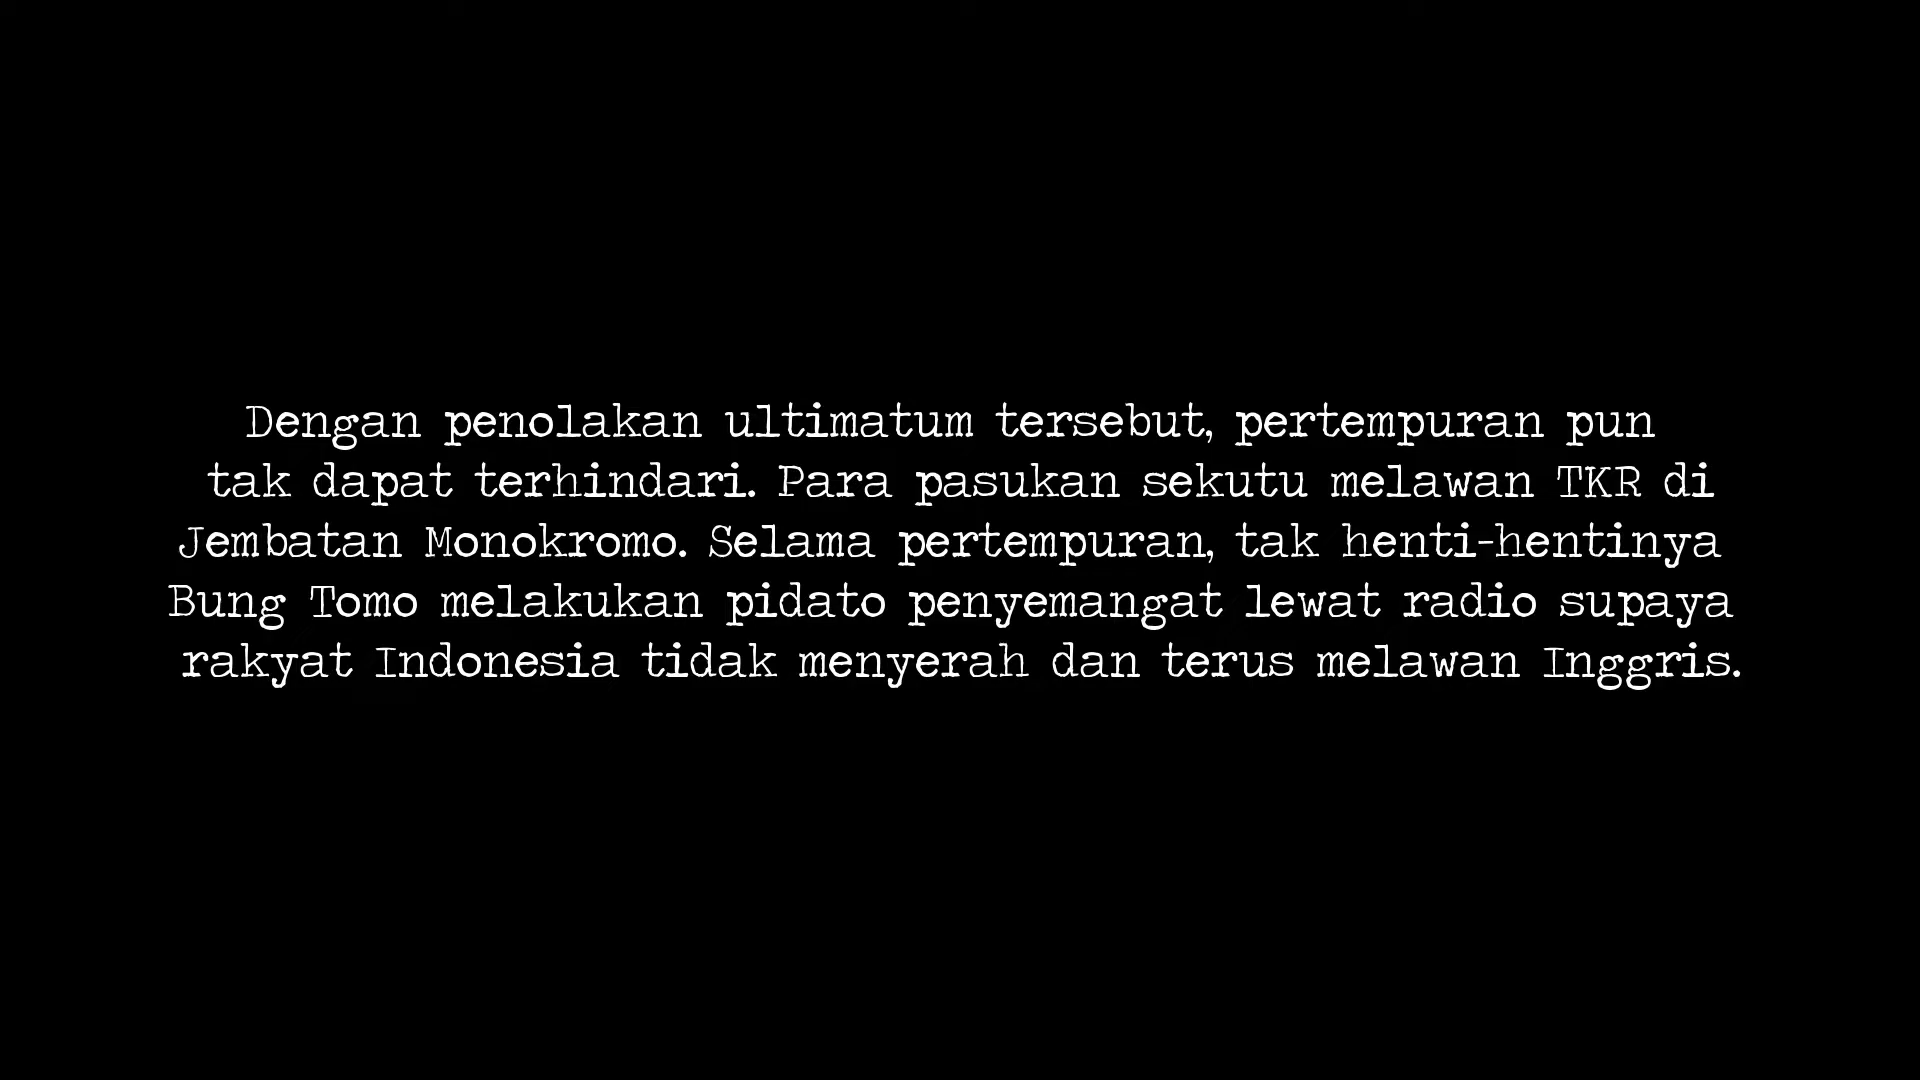 Dengan penolakan ultimatum tersebut, pertempuran pun
tak dapat terhindari. Para pasukan sekutu melawan TKR di
Jembatan Monokromo. Selama pertempuran, tak henti-hentinya
Bung Tomo melakukan pidato penyemangat lewat radio supaya
rakyat Indonesia tidak menyerah dan terus melawan Inggris.